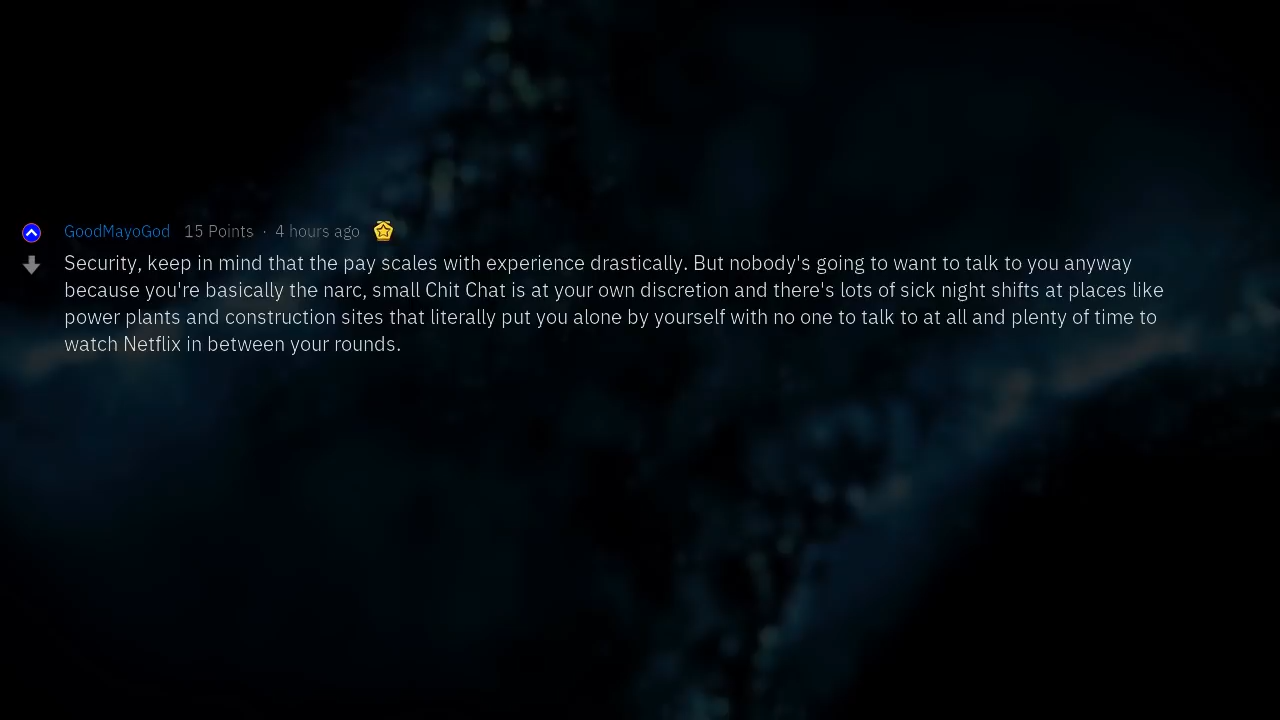 GoodMayoGod 15 Points · 4 hours ago
Security, keep in mind that the pay scales with experience drastically. But nobody's going to want to talk to you anyway
because you're basically the narc, small Chit Chat is at your own discretion and there's lots of sick night shifts at places like
power plants and construction sites that literally put you alone by yourself with no one to talk to at all and plenty of time to
watch Netflix in between your rounds.